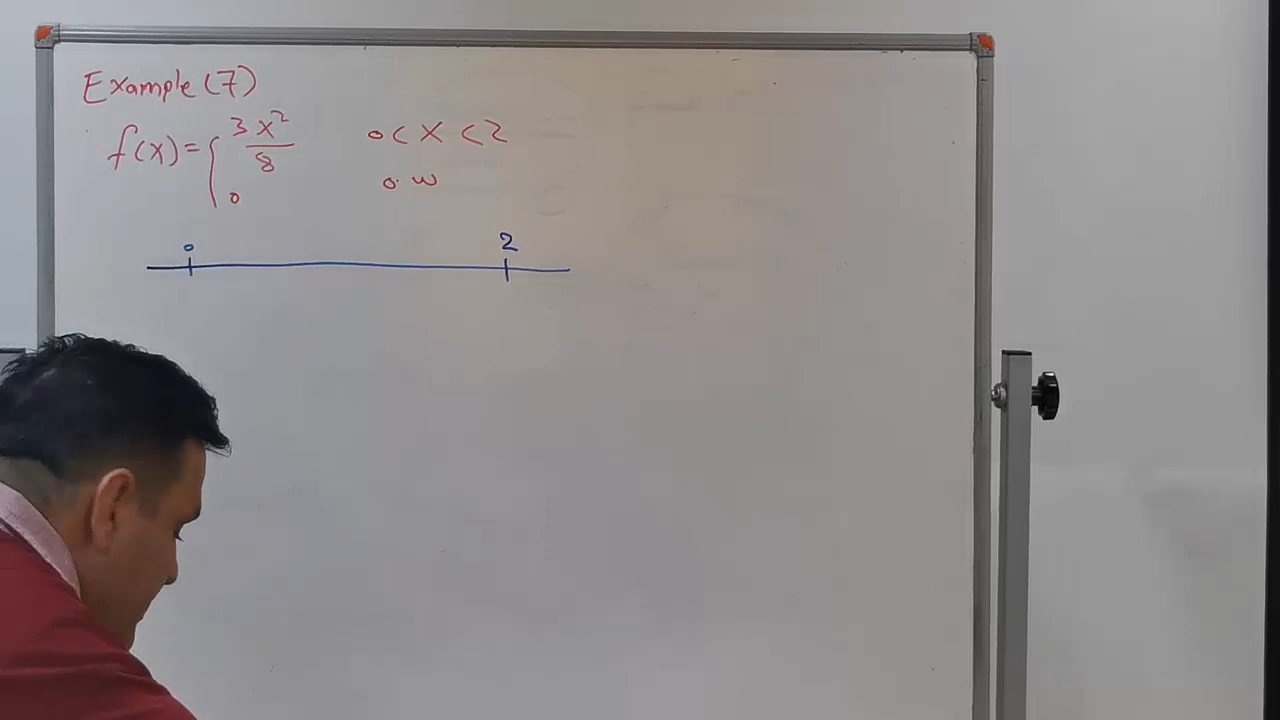 Example (7)
f(x) = { 3x²/8    0 < x < 2
0    o.w
0    2